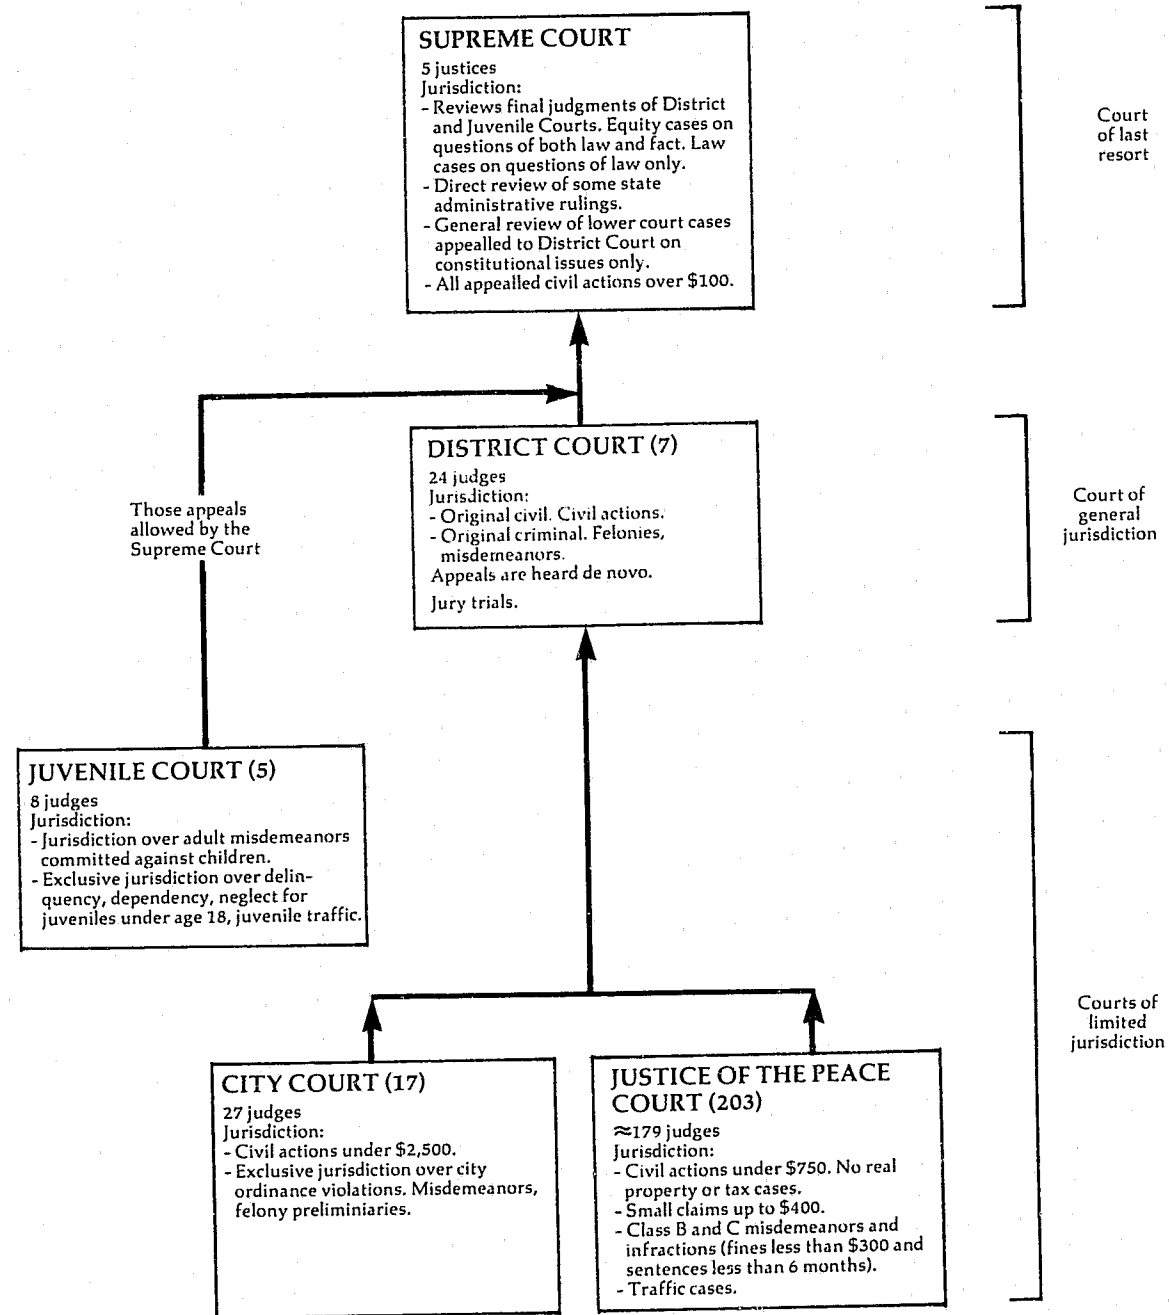 SUPREME COURT
5 justices
Jurisdiction:
- Reviews final judgments of District
and Juvenile Courts. Equity cases on
questions of both law and fact. Law
cases on questions of law only.
- Direct review of some state
administrative rulings.
- General review of lower court cases
appealled to District Court on
constitutional issues only.
- All appealled civil actions over $100.
Court
of last
resort
DISTRICT COURT (7)
24 judges
Jurisdiction:
- Original civil. Civil actions.
- Original criminal. Felonies,
misdemeanors.
Appeals are heard de novo.
Jury trials.
Court of
general
jurisdiction
Those appeals
allowed by the
Supreme Court
JUVENILE COURT (5)
8 judges
Jurisdiction:
- Jurisdiction over adult misdemeanors
committed against children.
- Exclusive jurisdiction over delin-
quency, dependency, neglect for
juveniles under age 18, juvenile traffic.
Courts of
limited
jurisdiction
CITY COURT (17)
27 judges
Jurisdiction:
- Civil actions under $2,500.
- Exclusive jurisdiction over city
ordinance violations. Misdemeanors,
felony preliminiaries.
JUSTICE OF THE PEACE
COURT (203)
≈179 judges
Jurisdiction:
- Civil actions under $750. No real
property or tax cases.
- Small claims up to $400.
- Class B and C misdemeanors and
infractions (fines less than $300 and
sentences less than 6 months).
- Traffic cases.